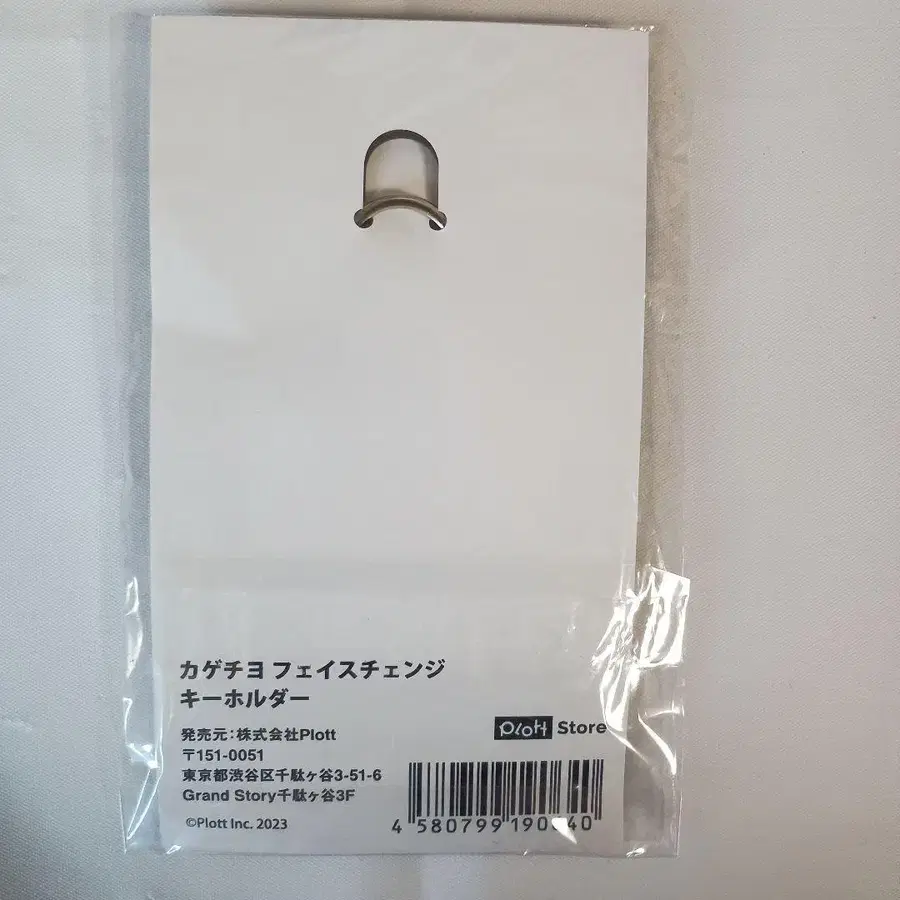 カゲチヨ フェイスチェンジ
キーホルダー
発売元：株式会社Plott
〒151-0051
東京都渋谷区千駄ヶ谷3-51-6
Grand Story千駄ヶ谷3F
©Plott Inc. 2023
Plott Store
4 580799 190640